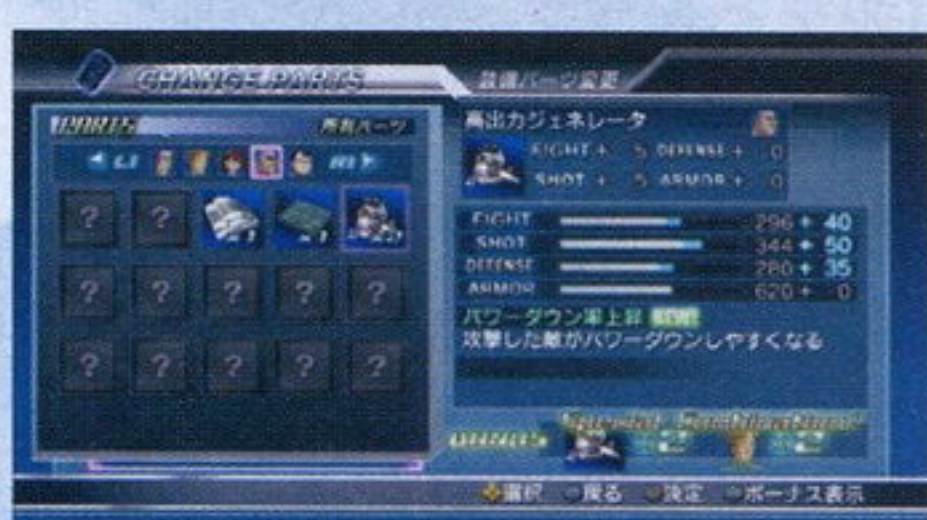 CHANGE PARTS
装備パーツ変更
PARTS 所有パーツ
L1 R1
? ?
? ? ? ? ?
? ? ? ? ?
高出力ジェネレータ
FIGHT + 5 DEFENSE + 0
SHOT + 5 ARMOR + 0
FIGHT 296 + 40
SHOT 344 + 50
DEFENSE 280 + 35
ARMOR 620 + 0
パワーダウン率上昇
攻撃した敵がパワーダウンしやすくなる
選択 戻る 決定 ボーナス表示